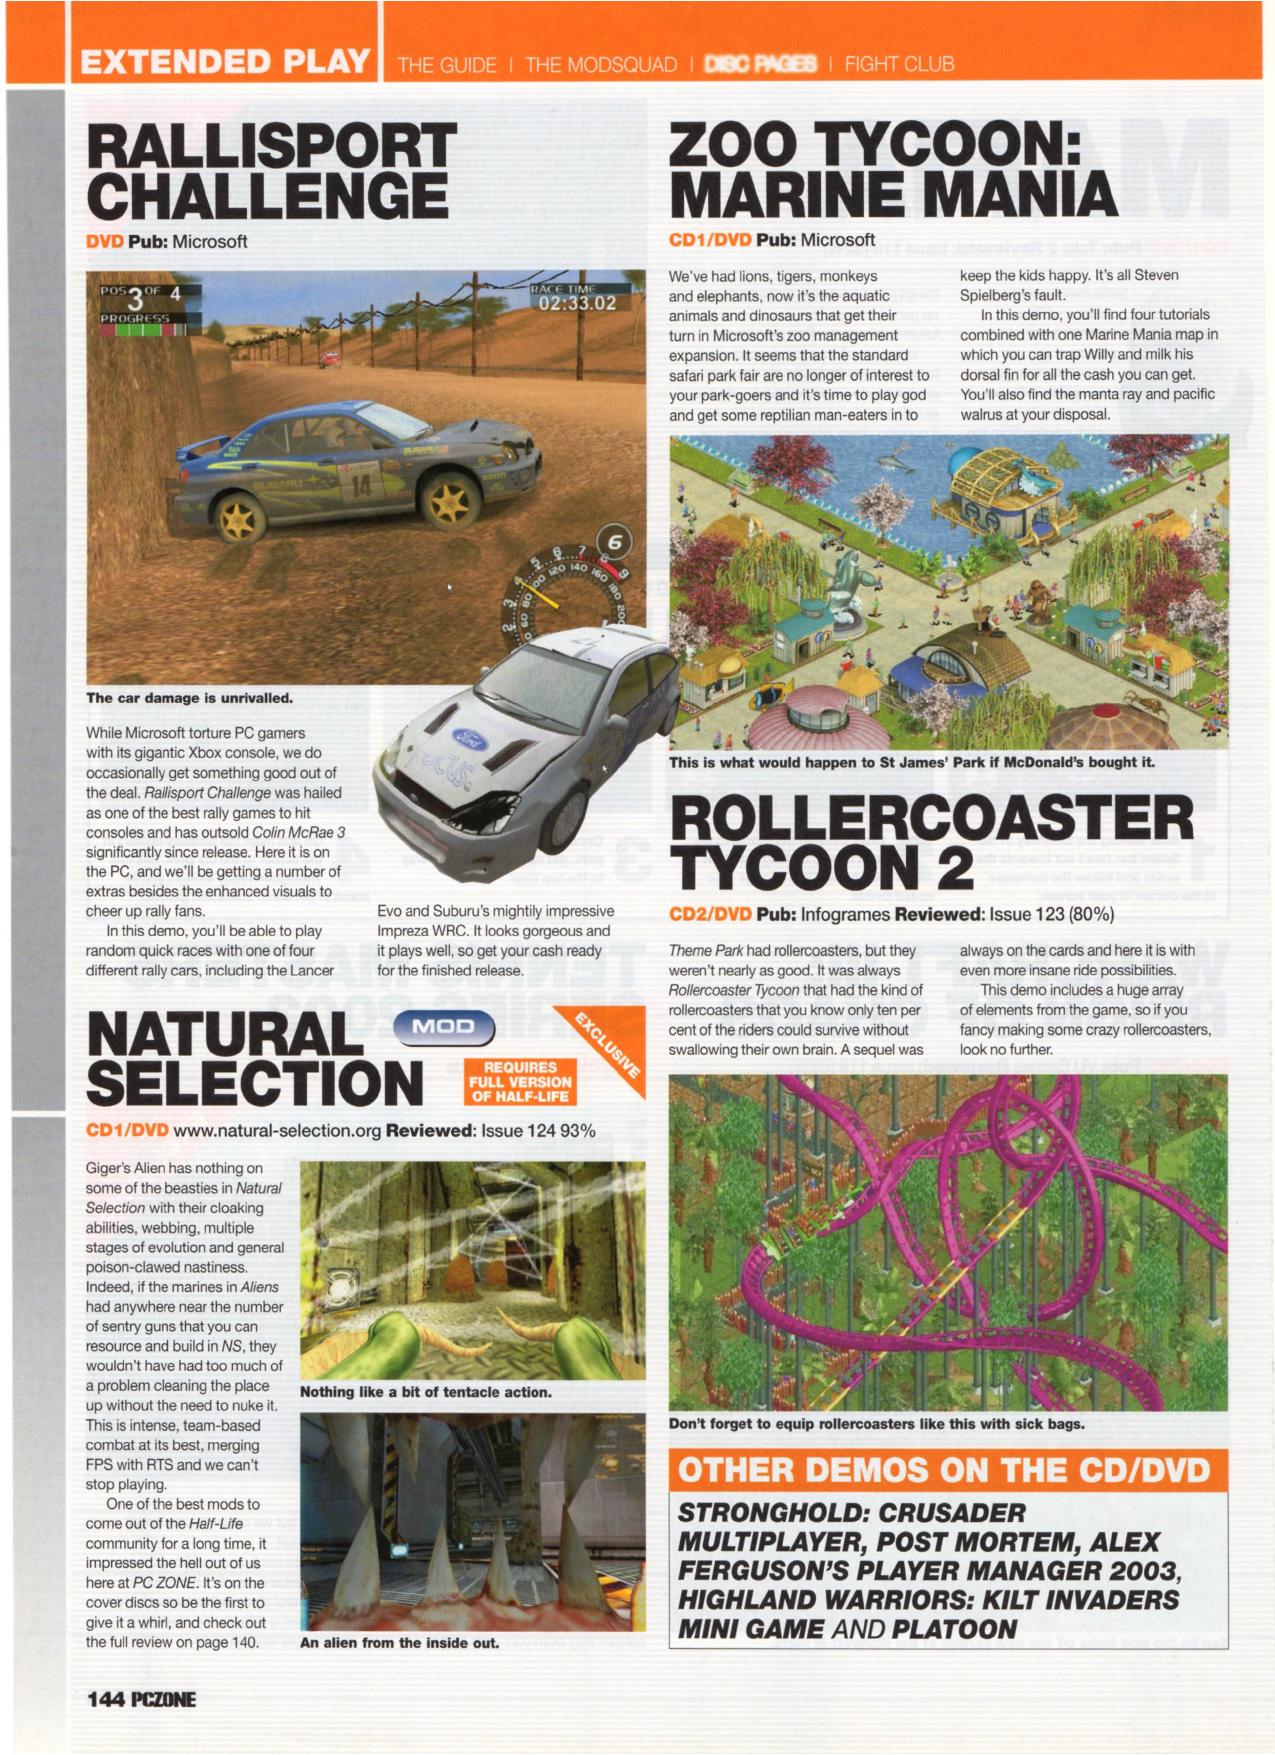 EXTENDED PLAY
THE GUIDE | THE MODSQUAD | DISC PAGES | FIGHT CLUB
RALLISPORT
CHALLENGE
DVD Pub: Microsoft
POS 3 OF 4
PROGRESS
RACE TIME
02:33.02
SUBARU
14
6
The car damage is unrivalled.
While Microsoft torture PC gamers
with its gigantic Xbox console, we do
occasionally get something good out of
the deal. Rallisport Challenge was hailed
as one of the best rally games to hit
consoles and has outsold Colin McRae 3
significantly since release. Here it is on
the PC, and we'll be getting a number of
extras besides the enhanced visuals to
cheer up rally fans.
In this demo, you'll be able to play
random quick races with one of four
different rally cars, including the Lancer
Ford
Evo and Suburu's mightily impressive
Impreza WRC. It looks gorgeous and
it plays well, so get your cash ready
for the finished release.
NATURAL
SELECTION
MOD
REQUIRES
FULL VERSION
OF HALF-LIFE
EXCLUSIVE
CD1/DVD www.natural-selection.org Reviewed: Issue 124 93%
Giger's Alien has nothing on
some of the beasties in Natural
Selection with their cloaking
abilities, webbing, multiple
stages of evolution and general
poison-clawed nastiness.
Indeed, if the marines in Aliens
had anywhere near the number
of sentry guns that you can
resource and build in NS, they
wouldn't have had too much of
a problem cleaning the place
up without the need to nuke it.
This is intense, team-based
combat at its best, merging
FPS with RTS and we can't
stop playing.
One of the best mods to
come out of the Half-Life
community for a long time, it
impressed the hell out of us
here at PC ZONE. It's on the
cover discs so be the first to
give it a whirl, and check out
the full review on page 140.
Nothing like a bit of tentacle action.
An alien from the inside out.
ZOO TYCOON:
MARINE MANIA
CD1/DVD Pub: Microsoft
We've had lions, tigers, monkeys
and elephants, now it's the aquatic
animals and dinosaurs that get their
turn in Microsoft's zoo management
expansion. It seems that the standard
safari park fair are no longer of interest to
your park-goers and it's time to play god
and get some reptilian man-eaters in to
keep the kids happy. It's all Steven
Spielberg's fault.
In this demo, you'll find four tutorials
combined with one Marine Mania map in
which you can trap Willy and milk his
dorsal fin for all the cash you can get.
You'll also find the manta ray and pacific
walrus at your disposal.
This is what would happen to St James' Park if McDonald's bought it.
ROLLERCOASTER
TYCOON 2
CD2/DVD Pub: Infogrames Reviewed: Issue 123 (80%)
Theme Park had rollercoasters, but they
weren't nearly as good. It was always
Rollercoaster Tycoon that had the kind of
rollercoasters that you know only ten per
cent of the riders could survive without
swallowing their own brain. A sequel was
always on the cards and here it is with
even more insane ride possibilities.
This demo includes a huge array
of elements from the game, so if you
fancy making some crazy rollercoasters,
look no further.
Don't forget to equip rollercoasters like this with sick bags.
OTHER DEMOS ON THE CD/DVD
STRONGHOLD: CRUSADER
MULTIPLAYER, POST MORTEM, ALEX
FERGUSON'S PLAYER MANAGER 2003,
HIGHLAND WARRIORS: KILT INVADERS
MINI GAME AND PLATOON
144 PCZONE